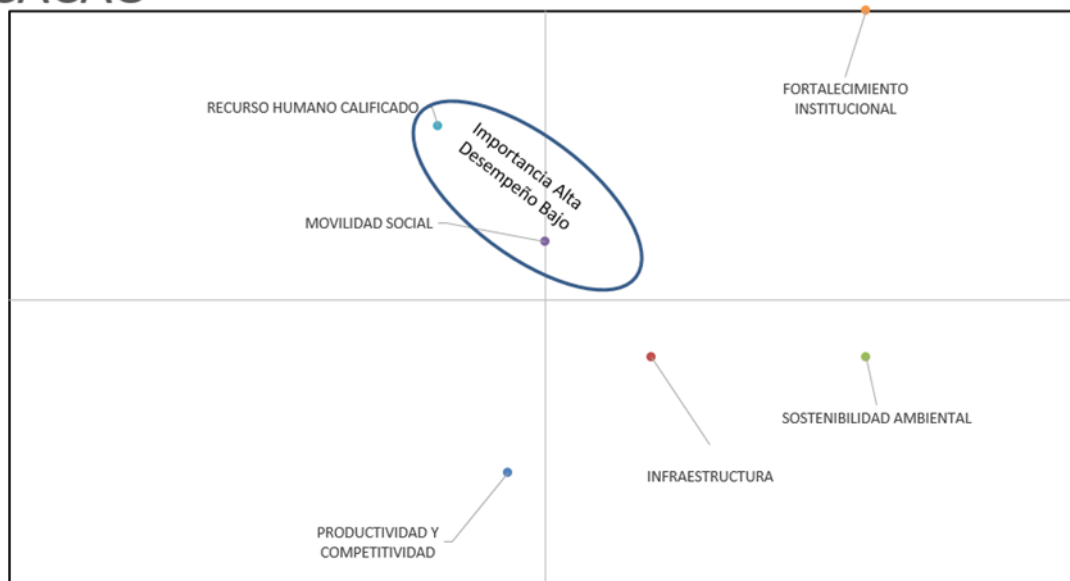 FORTALECIMIENTO
INSTITUCIONAL
RECURSO HUMANO CALIFICADO
Importancia Alta
Desempeño Bajo
MOVILIDAD SOCIAL
SOSTENIBILIDAD AMBIENTAL
INFRAESTRUCTURA
PRODUCTIVIDAD Y
COMPETITIVIDAD